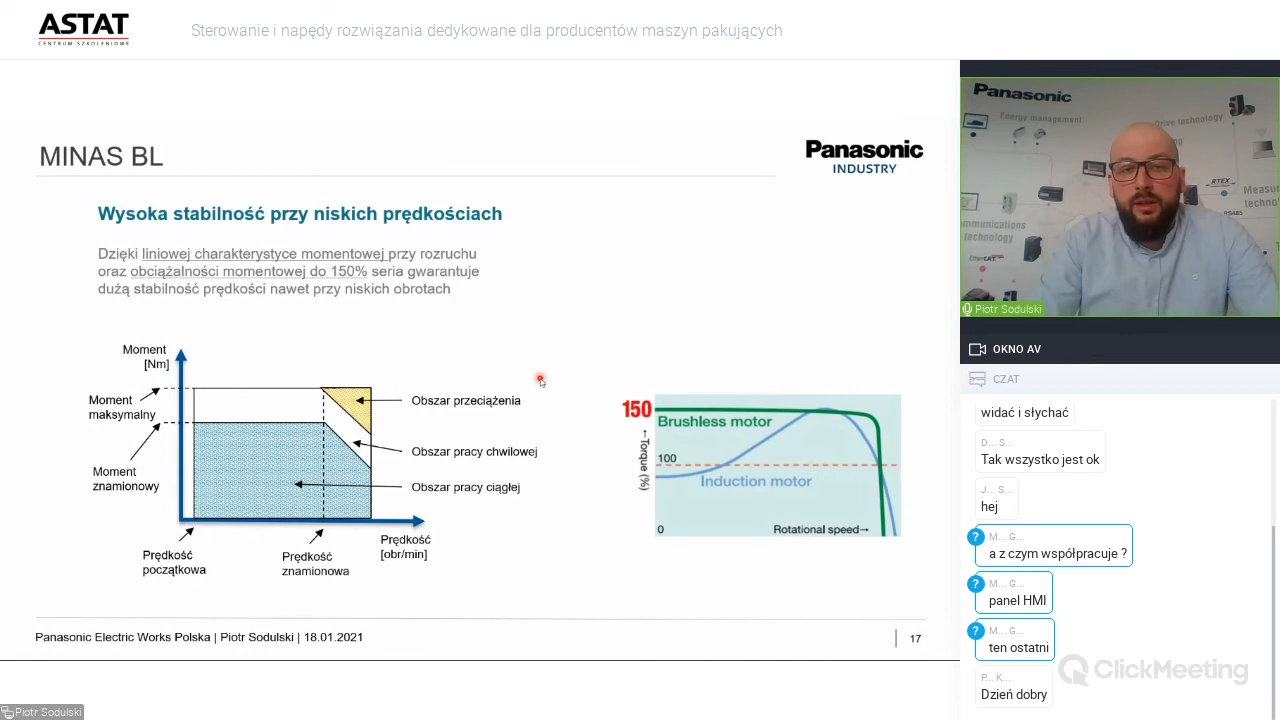 ASTAT
CENTRUM SZKOLENIOWE
Sterowanie i napędy rozwiązania dedykowane dla producentów maszyn pakujących
MINAS BL
Panasonic
INDUSTRY
Wysoka stabilność przy niskich prędkościach
Dzięki liniowej charakterystyce momentowej przy rozruchu
oraz obciążalności momentowej do 150% seria gwarantuje
dużą stabilność prędkości nawet przy niskich obrotach
Moment
[Nm]
Moment
maksymalny
Moment
znamionowy
Obszar przeciążenia
Obszar pracy chwilowej
Obszar pracy ciągłej
Prędkość
początkowa
Prędkość
znamionowa
Prędkość
[obr/min]
150
Brushless motor
←Torque (%)
100
Induction motor
0
Rotational speed→
Panasonic Electric Works Polska | Piotr Sodulski | 18.01.2021
17
Piotr Sodulski
Panasonic
Energy management
Drive technology
RTEX
RS485
EtherCAT
Piotr Sodulski
OKNO AV
CZAT
widać i słychać
D... S...
Tak wszystko jest ok
J... S...
hej
? M... G...
a z czym współpracuje ?
? M... G...
panel HMI
? M... G...
ten ostatni
P... K...
Dzień dobry
ClickMeeting